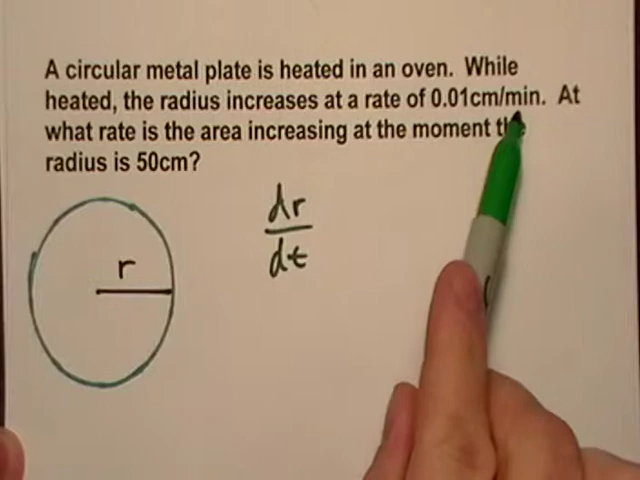 A circular metal plate is heated in an oven. While
heated, the radius increases at a rate of 0.01cm/min. At
what rate is the area increasing at the moment the
radius is 50cm?
r
dr
dt